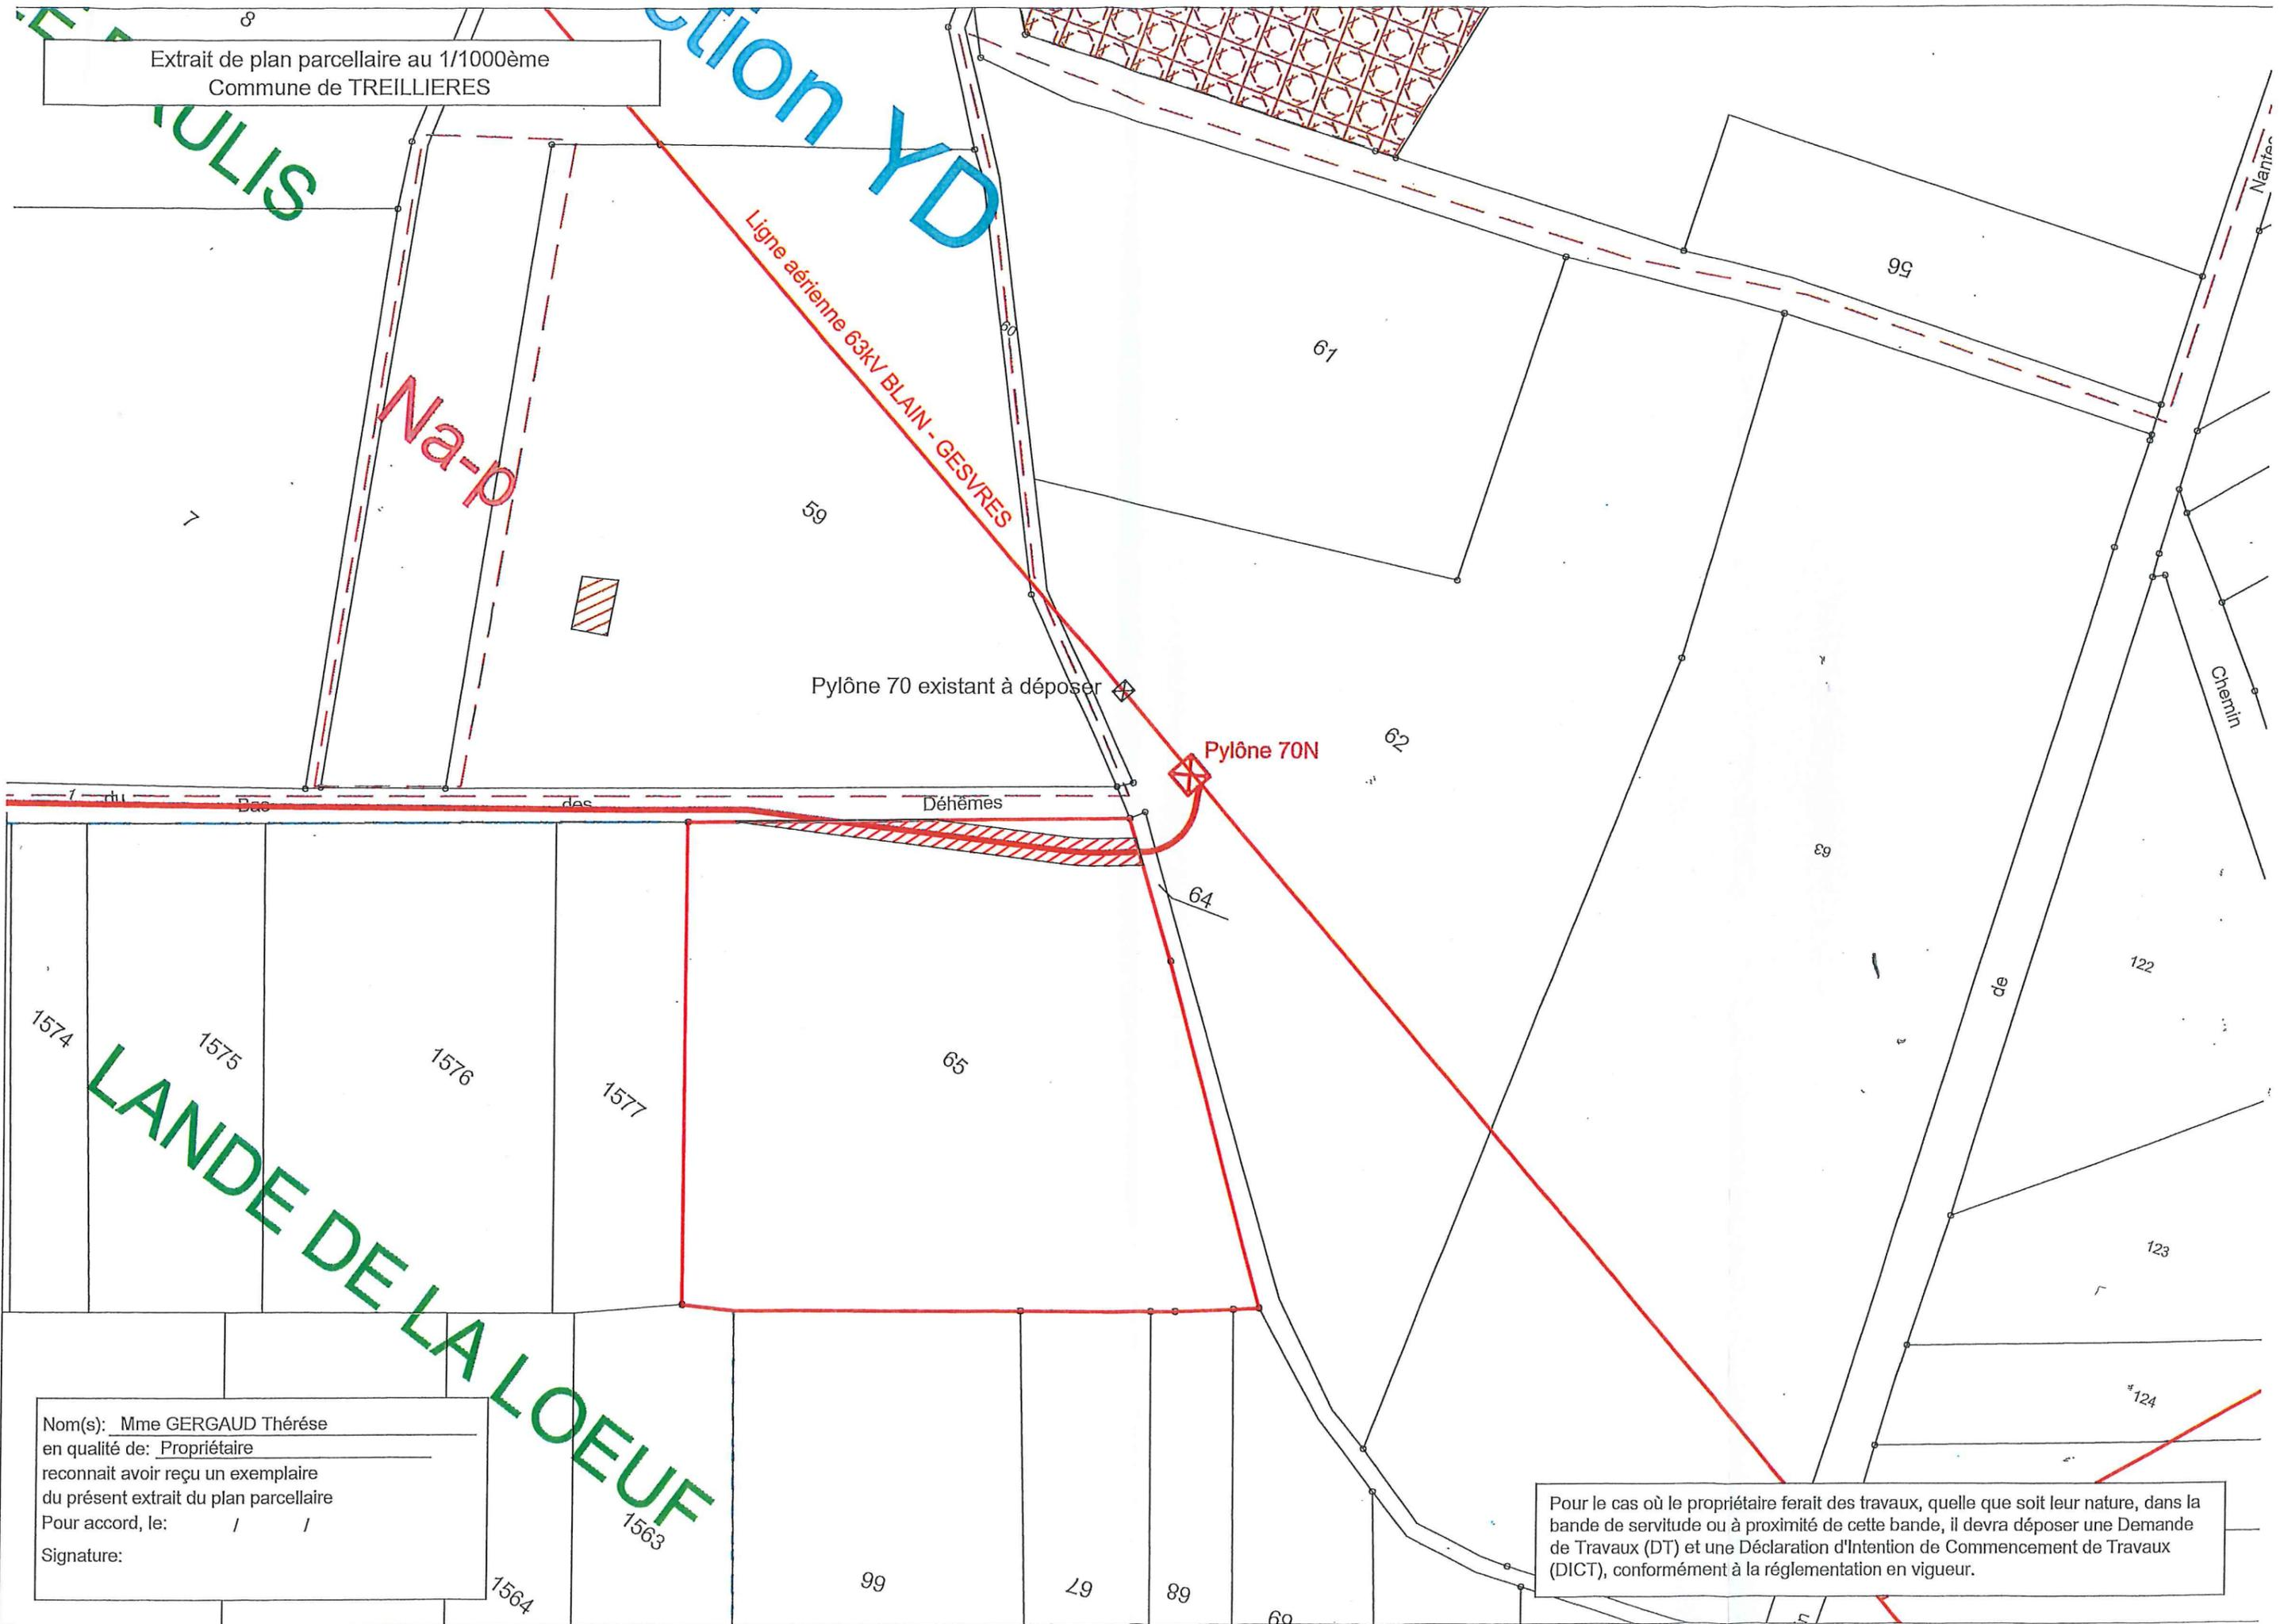 8
Extrait de plan parcellaire au 1/1000ème
Commune de TREILLIERES
ULIS
ction YD
Nantes
56
61
60
Ligne aérienne 63kV BLAIN - GESVRES
Na-p
7
59
Pylône 70 existant à déposer
Pylône 70N
62
63
Chemin
1 du Bas des Déhêmes
64
de
122
1574
1575
1576
1577
65
LANDE DE LA LOEUF
123
124
Nom(s): Mme GERGAUD Thérése
en qualité de: Propriétaire
reconnait avoir reçu un exemplaire
du présent extrait du plan parcellaire
Pour accord, le: / /
Signature:
1563
1564
66
67
68
69
Pour le cas où le propriétaire ferait des travaux, quelle que soit leur nature, dans la
bande de servitude ou à proximité de cette bande, il devra déposer une Demande
de Travaux (DT) et une Déclaration d'Intention de Commencement de Travaux
(DICT), conformément à la réglementation en vigueur.